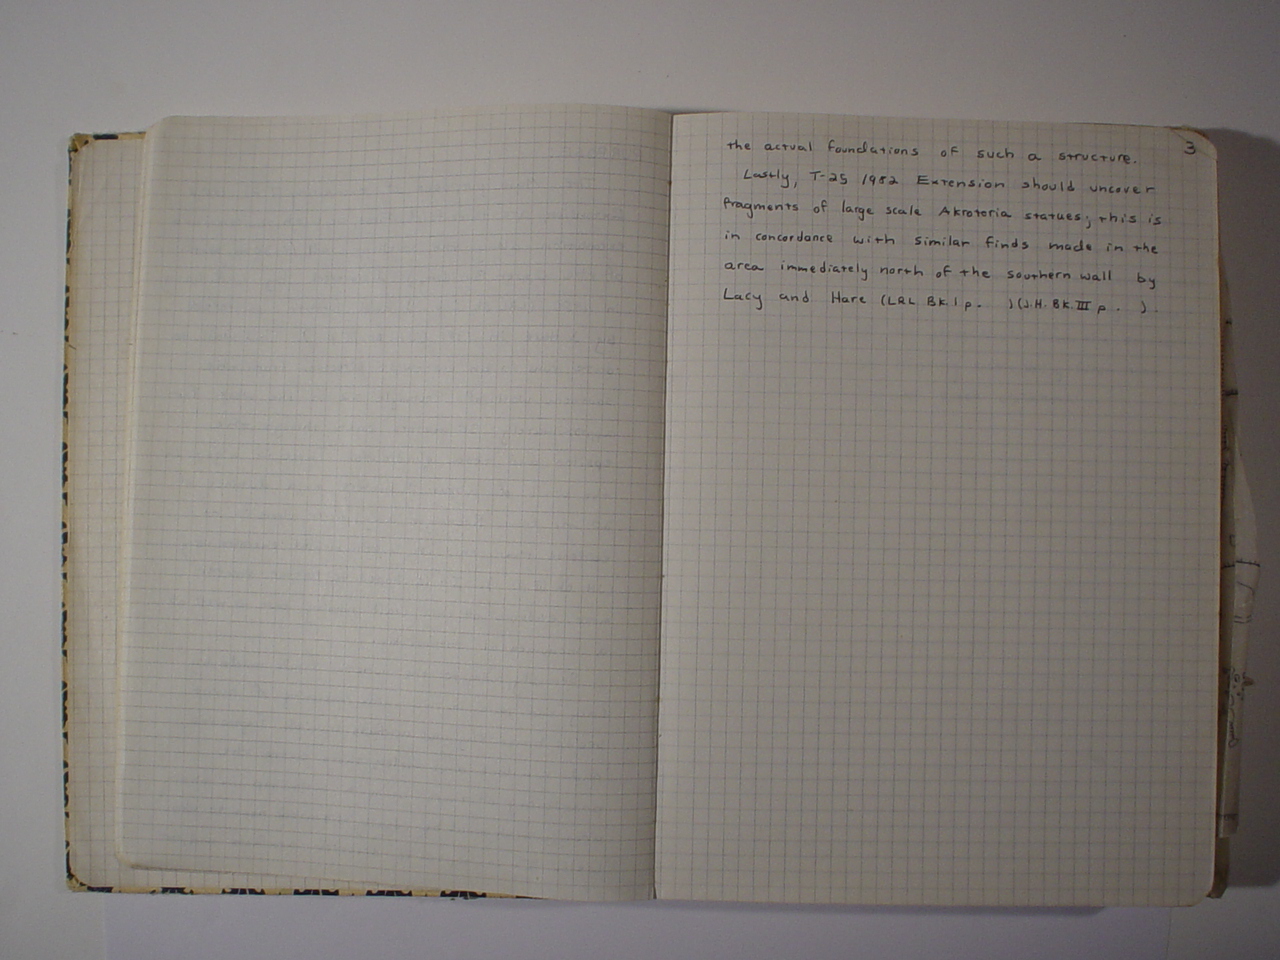 3
the actual foundations of such a structure.
Lastly, T-25 1982 Extension should uncover
fragments of large scale Akroteria statues; this is
in concordance with similar finds made in the
area immediately north of the southern wall by
Lacy and Hare (LRL Bk. I p. ) (J.H. Bk. III p. ).